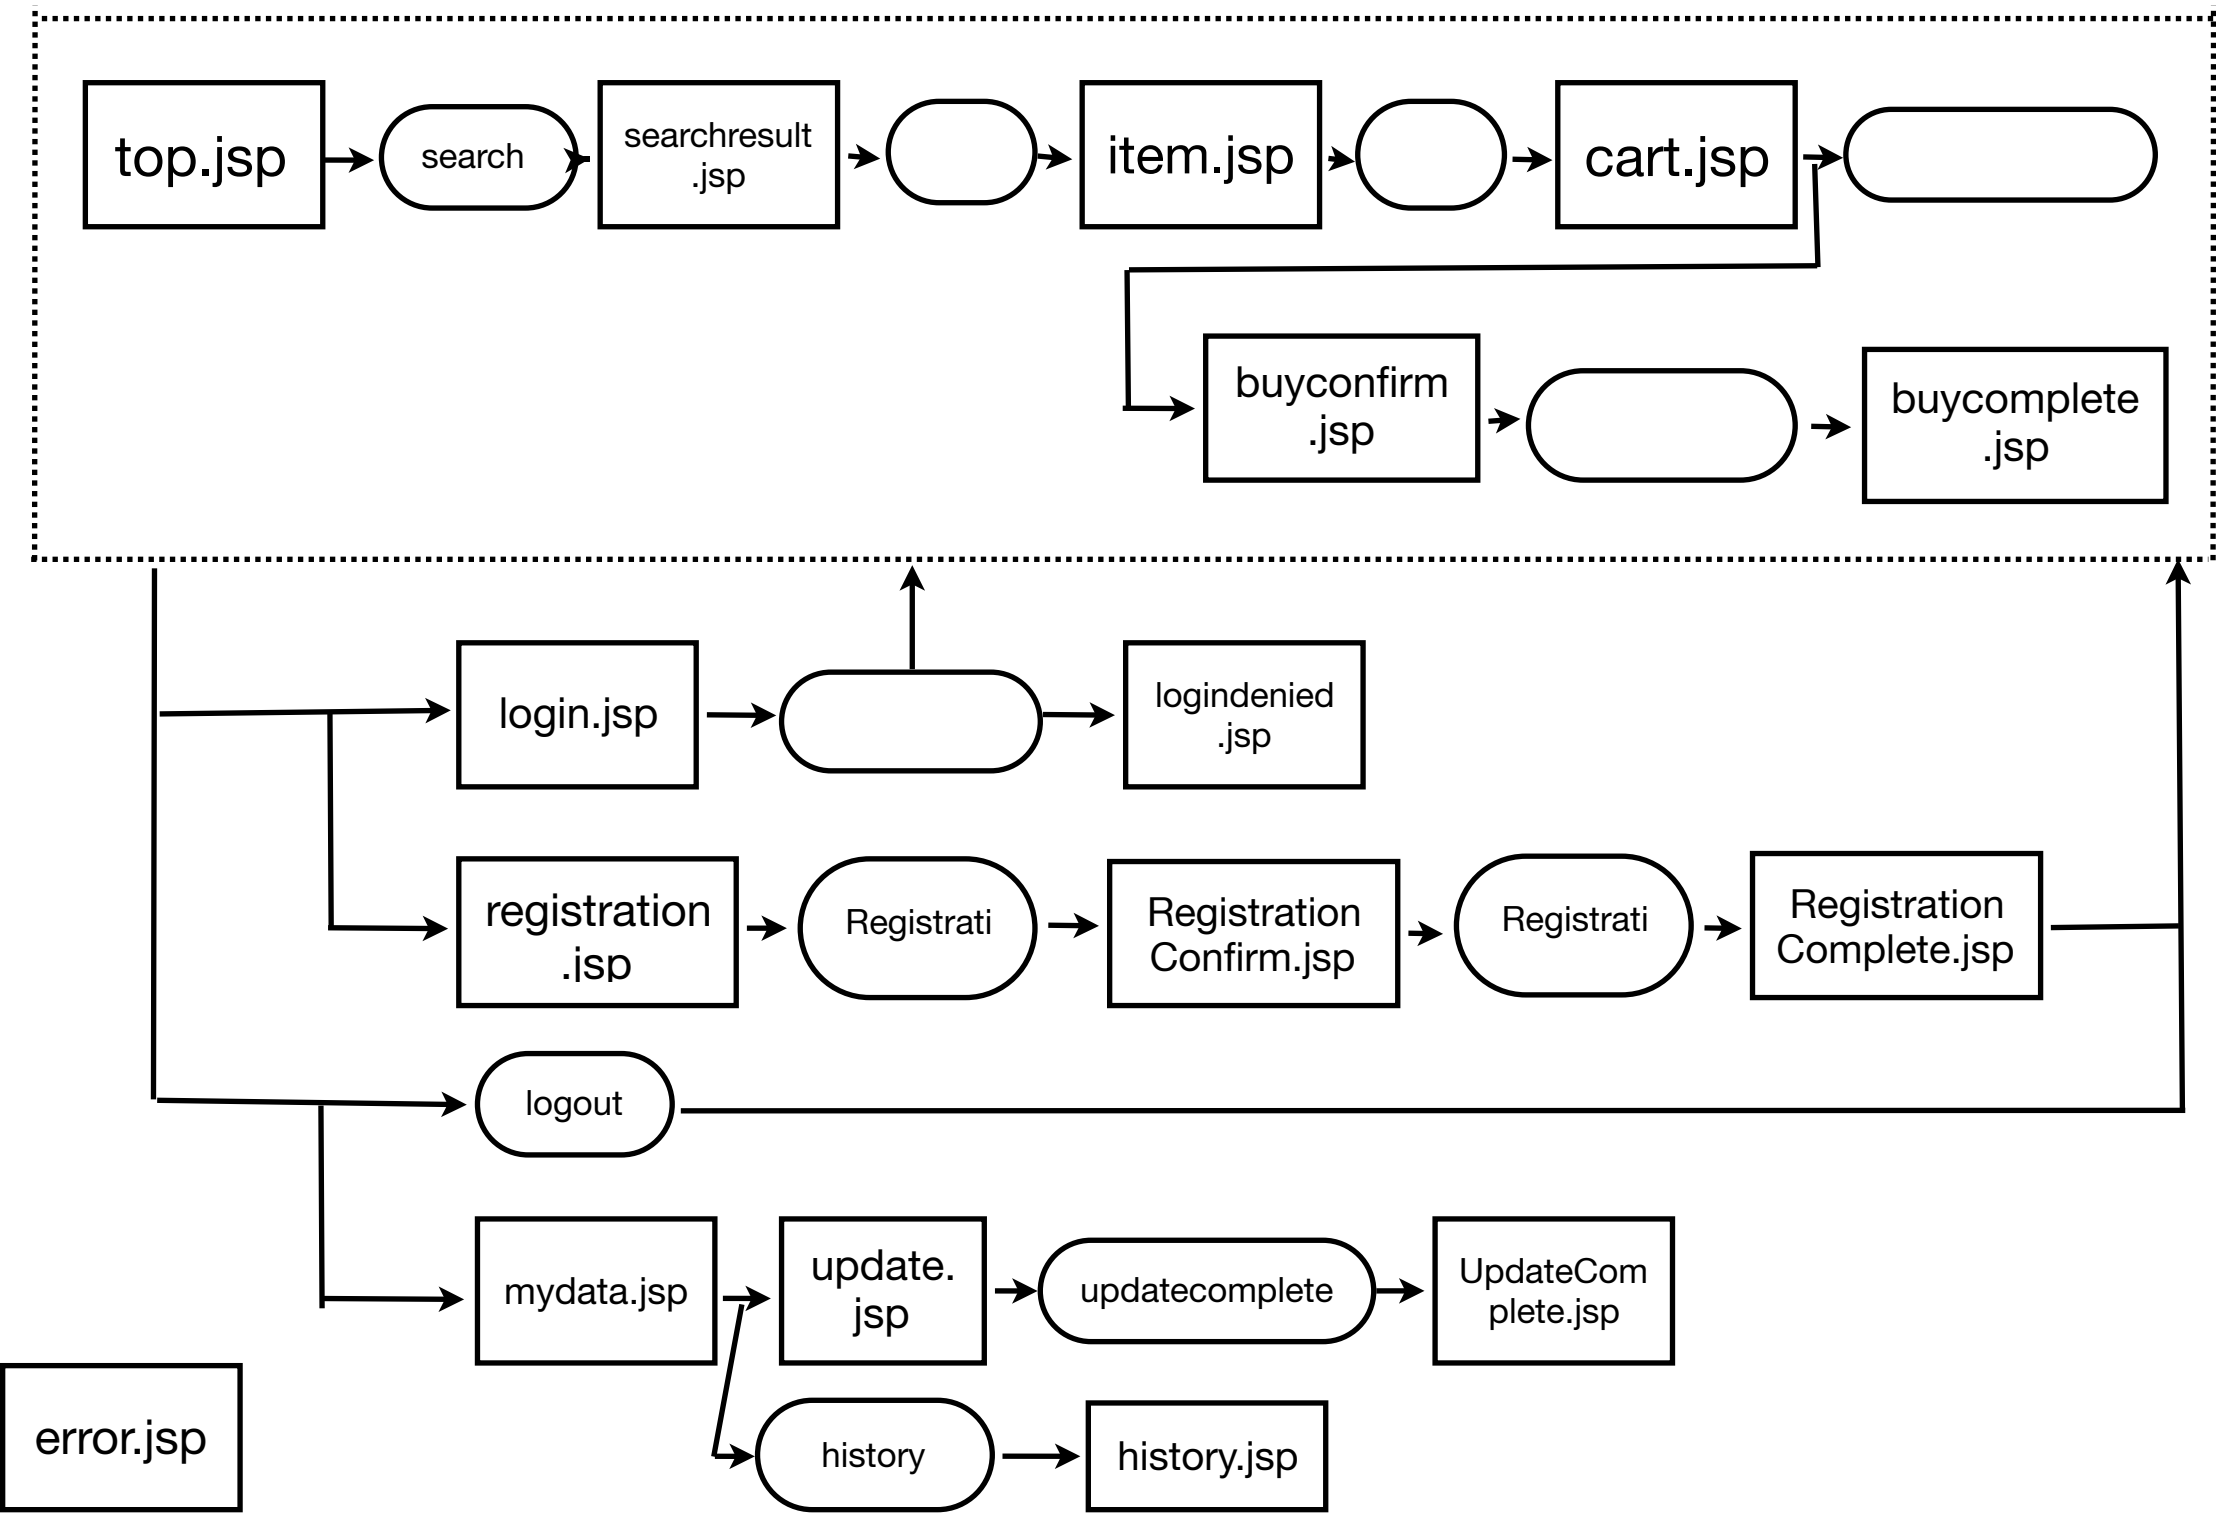 top.jsp
search
searchresult
.jsp
item.jsp
cart.jsp
buyconfirm
.jsp
buycomplete
.jsp
login.jsp
logindenied
.jsp
registration
.jsp
Registrati
Registration
Confirm.jsp
Registrati
Registration
Complete.jsp
logout
mydata.jsp
update.
jsp
updatecomplete
UpdateCom
plete.jsp
error.jsp
history
history.jsp